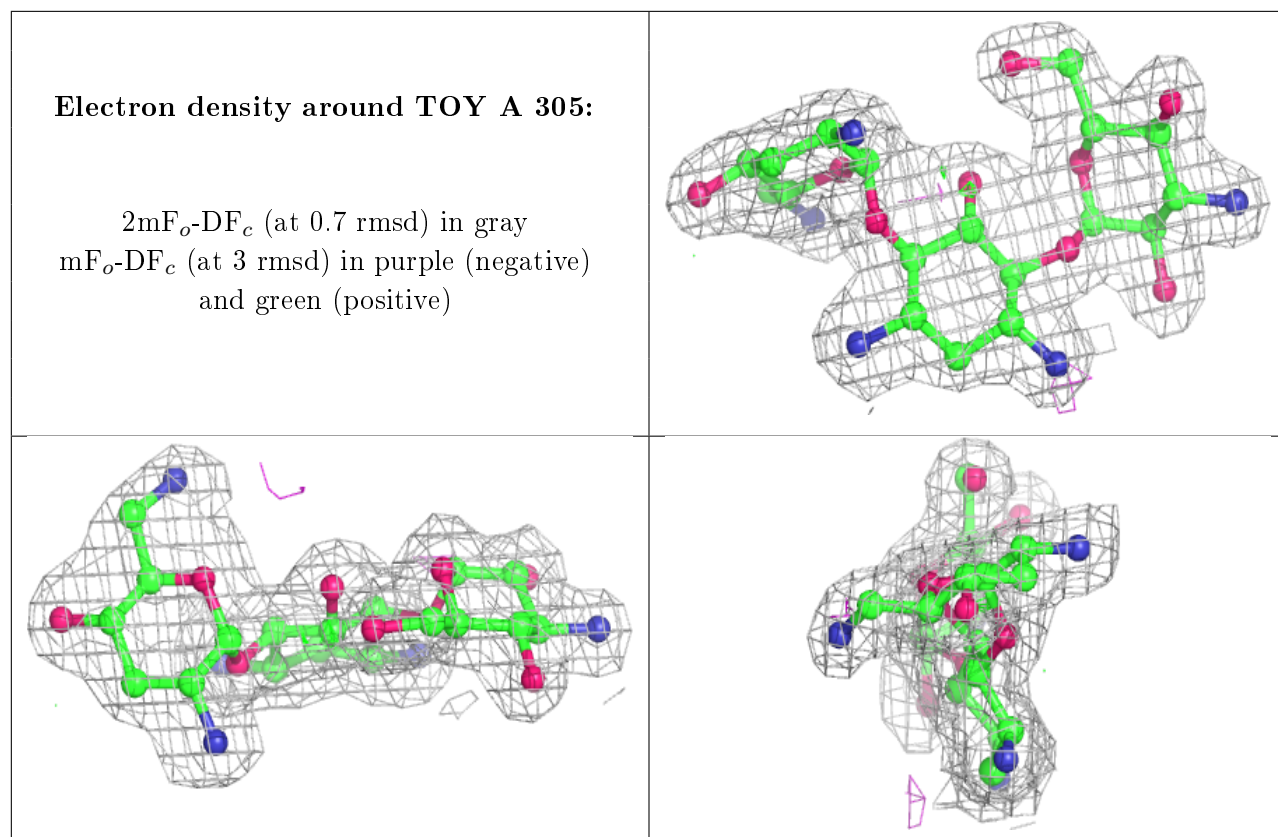 Electron density around TOY A 305:
2mFo-DFc (at 0.7 rmsd) in gray
mFo-DFc (at 3 rmsd) in purple (negative)
and green (positive)